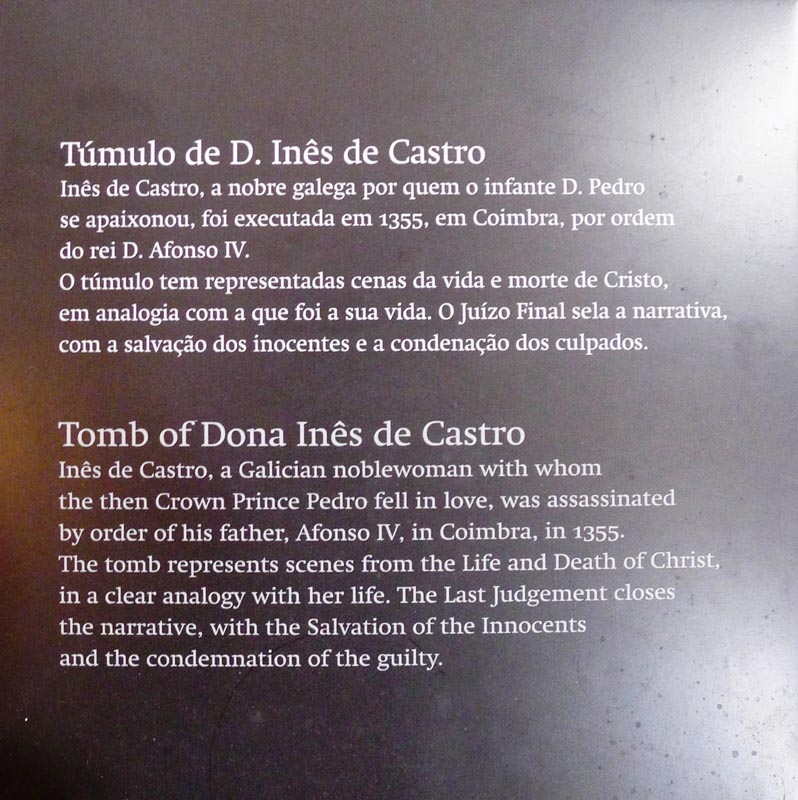 Túmulo de D. Inês de Castro
Inês de Castro, a nobre galega por quem o infante D. Pedro
se apaixonou, foi executada em 1355, em Coimbra, por ordem
do rei D. Afonso IV.
O túmulo tem representadas cenas da vida e morte de Cristo,
em analogia com a que foi a sua vida. O Juízo Final sela a narrativa,
com a salvação dos inocentes e a condenação dos culpados.
Tomb of Dona Inês de Castro
Inês de Castro, a Galician noblewoman with whom
the then Crown Prince Pedro fell in love, was assassinated
by order of his father, Afonso IV, in Coimbra, in 1355.
The tomb represents scenes from the Life and Death of Christ,
in a clear analogy with her life. The Last Judgement closes
the narrative, with the Salvation of the Innocents
and the condemnation of the guilty.